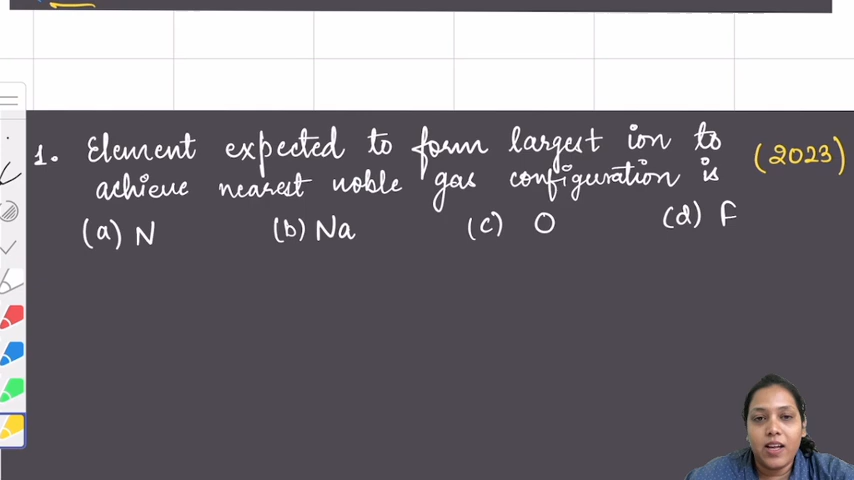 1. Element expected to form largest ion to (2023)
achieve nearest noble gas configuration is
(a) N (b) Na (c) O (d) F